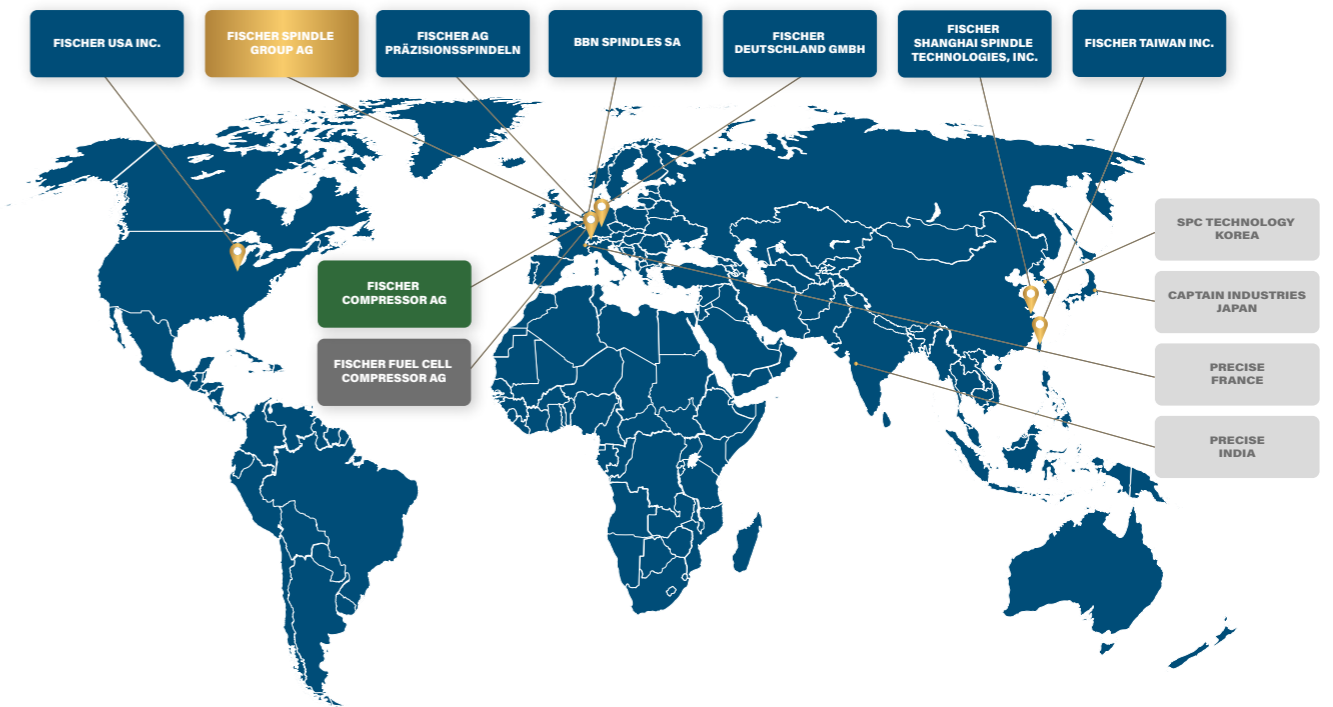 FISCHER USA INC.
FISCHER SPINDLE
GROUP AG
FISCHER AG
PRÄZISIONSSPINDELN
BBN SPINDLES SA
FISCHER
DEUTSCHLAND GMBH
FISCHER
SHANGHAI SPINDLE
TECHNOLOGIES, INC.
FISCHER TAIWAN INC.
SPC TECHNOLOGY
KOREA
FISCHER
COMPRESSOR AG
CAPTAIN INDUSTRIES
JAPAN
FISCHER FUEL CELL
COMPRESSOR AG
PRECISE
FRANCE
PRECISE
INDIA